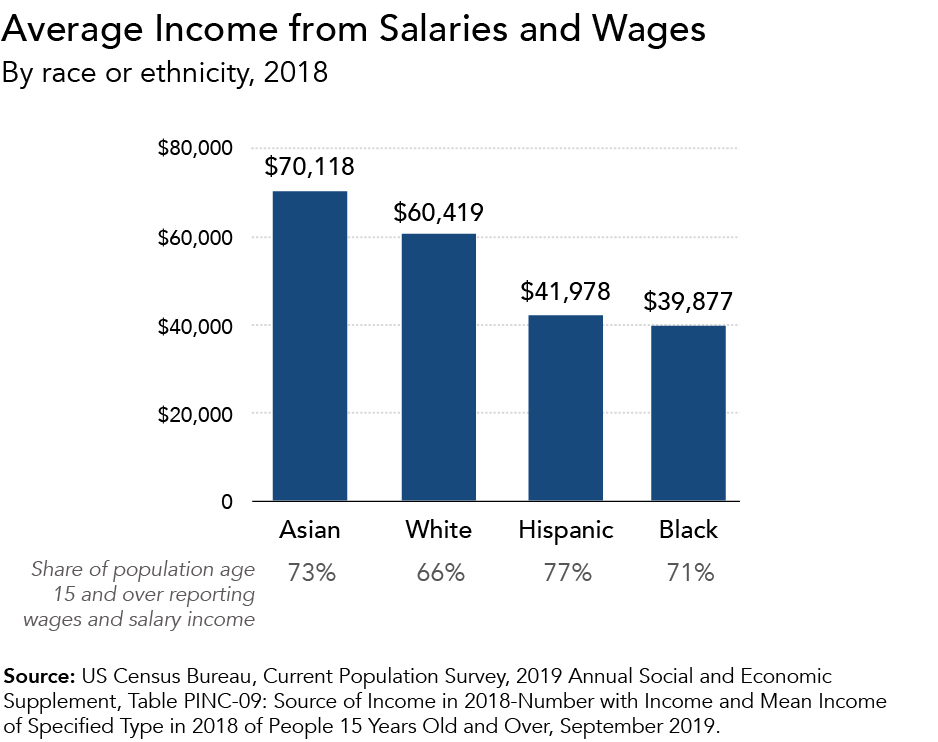 Average Income from Salaries and Wages
By race or ethnicity, 2018
$80,000
$70,118
$60,419
$60,000
$41,978
$39,877
$40,000
$20,000
0
Asian White Hispanic Black
Share of population age
15 and over reporting
wages and salary income
73% 66% 77% 71%
Source: US Census Bureau, Current Population Survey, 2019 Annual Social and Economic
Supplement, Table PINC-09: Source of Income in 2018-Number with Income and Mean Income
of Specified Type in 2018 of People 15 Years Old and Over, September 2019.